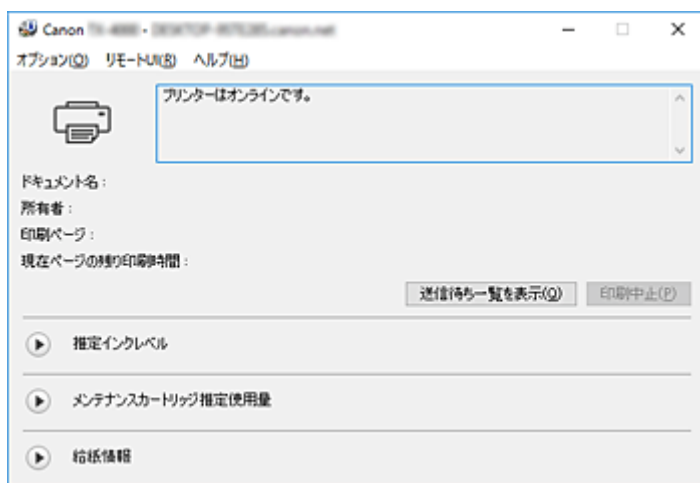 Canon
オプション(O) リモートUI(R) ヘルプ(H)
プリンターはオンラインです。
ドキュメント名:
所有者:
印刷ページ:
現在ページの残り印刷時間:
送信待ち一覧を表示(Q) 印刷中止(P)
推定インクレベル
メンテナンスカートリッジ推定使用量
給紙情報